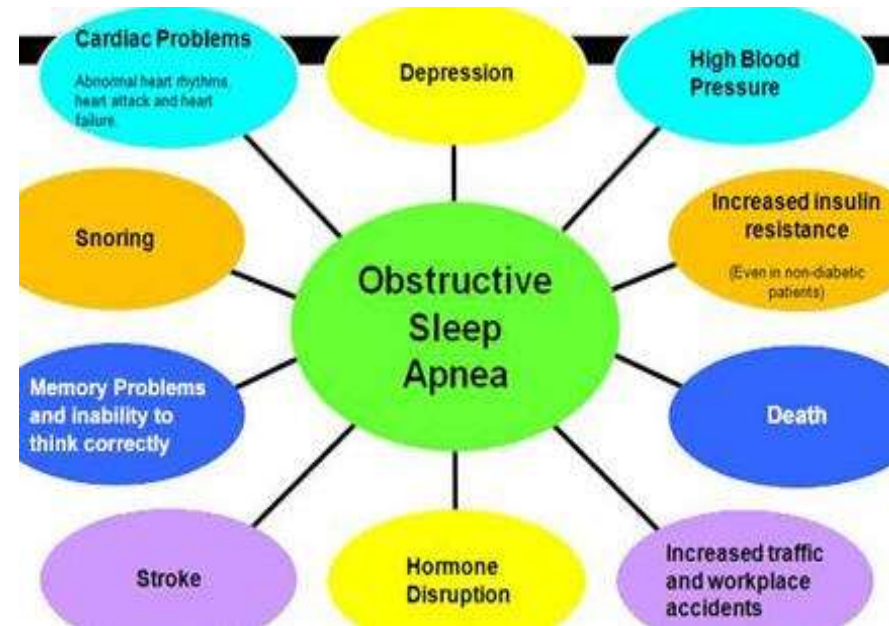 Cardiac Problems
Abnormal heart rhythms,
heart attack and heart
failure.
Depression
High Blood
Pressure
Snoring
Increased insulin
resistance
(Even in non-diabetic
patients)
Obstructive
Sleep
Apnea
Memory Problems
and inability to
think correctly
Death
Stroke
Hormone
Disruption
Increased traffic
and workplace
accidents